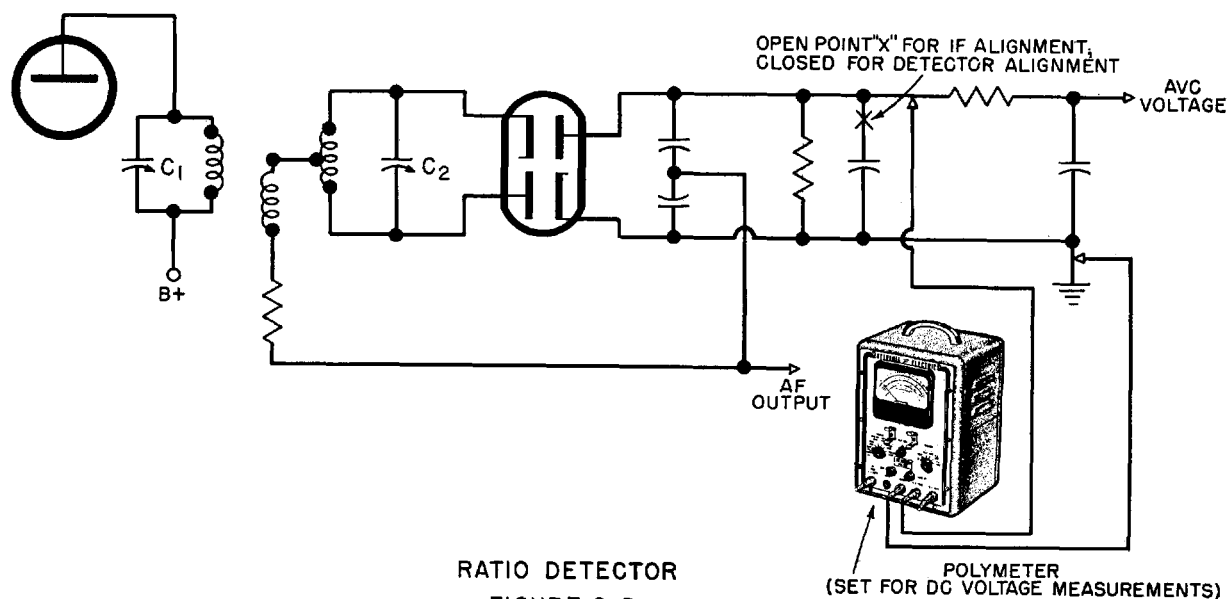 OPEN POINT "X" FOR IF ALIGNMENT,
CLOSED FOR DETECTOR ALIGNMENT
AVC
VOLTAGE
C1
C2
B+
AF
OUTPUT
RATIO DETECTOR
POLYMETER
(SET FOR DC VOLTAGE MEASUREMENTS)